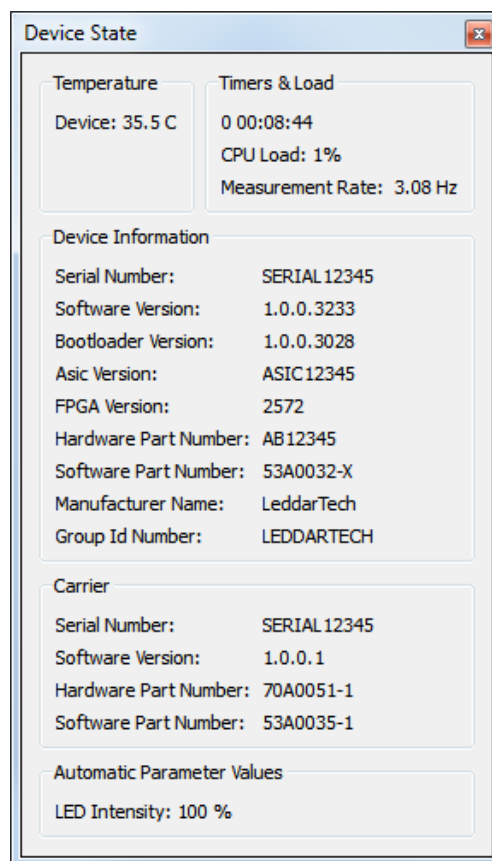 Device State
Temperature
Device: 35.5 C
Timers & Load
0 00:08:44
CPU Load: 1%
Measurement Rate: 3.08 Hz
Device Information
Serial Number: SERIAL12345
Software Version: 1.0.0.3233
Bootloader Version: 1.0.0.3028
Asic Version: ASIC12345
FPGA Version: 2572
Hardware Part Number: AB12345
Software Part Number: 53A0032-X
Manufacturer Name: LeddarTech
Group Id Number: LEDDARTECH
Carrier
Serial Number: SERIAL12345
Software Version: 1.0.0.1
Hardware Part Number: 70A0051-1
Software Part Number: 53A0035-1
Automatic Parameter Values
LED Intensity: 100 %